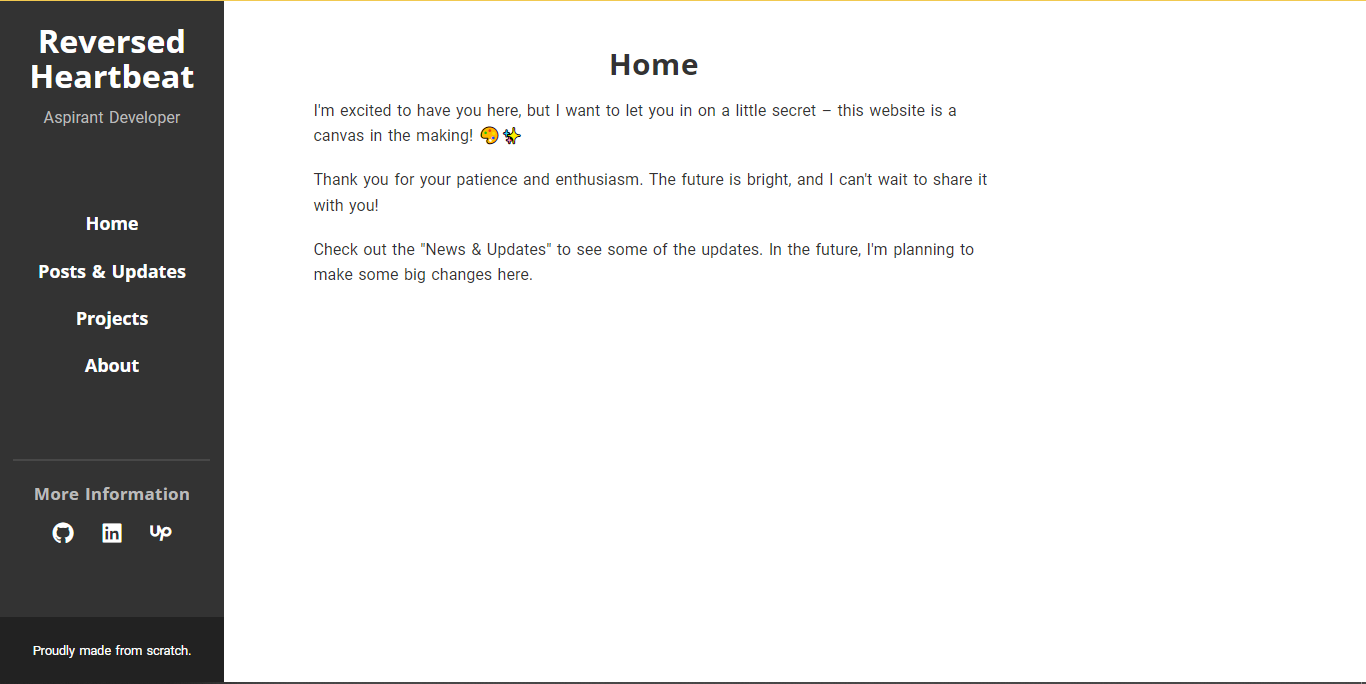 Reversed
Heartbeat
Aspirant Developer
Home
Posts & Updates
Projects
About
More Information
in
Up
Proudly made from scratch.
Home
I'm excited to have you here, but I want to let you in on a little secret – this website is a
canvas in the making! 🎨✨
Thank you for your patience and enthusiasm. The future is bright, and I can't wait to share it
with you!
Check out the "News & Updates" to see some of the updates. In the future, I'm planning to
make some big changes here.